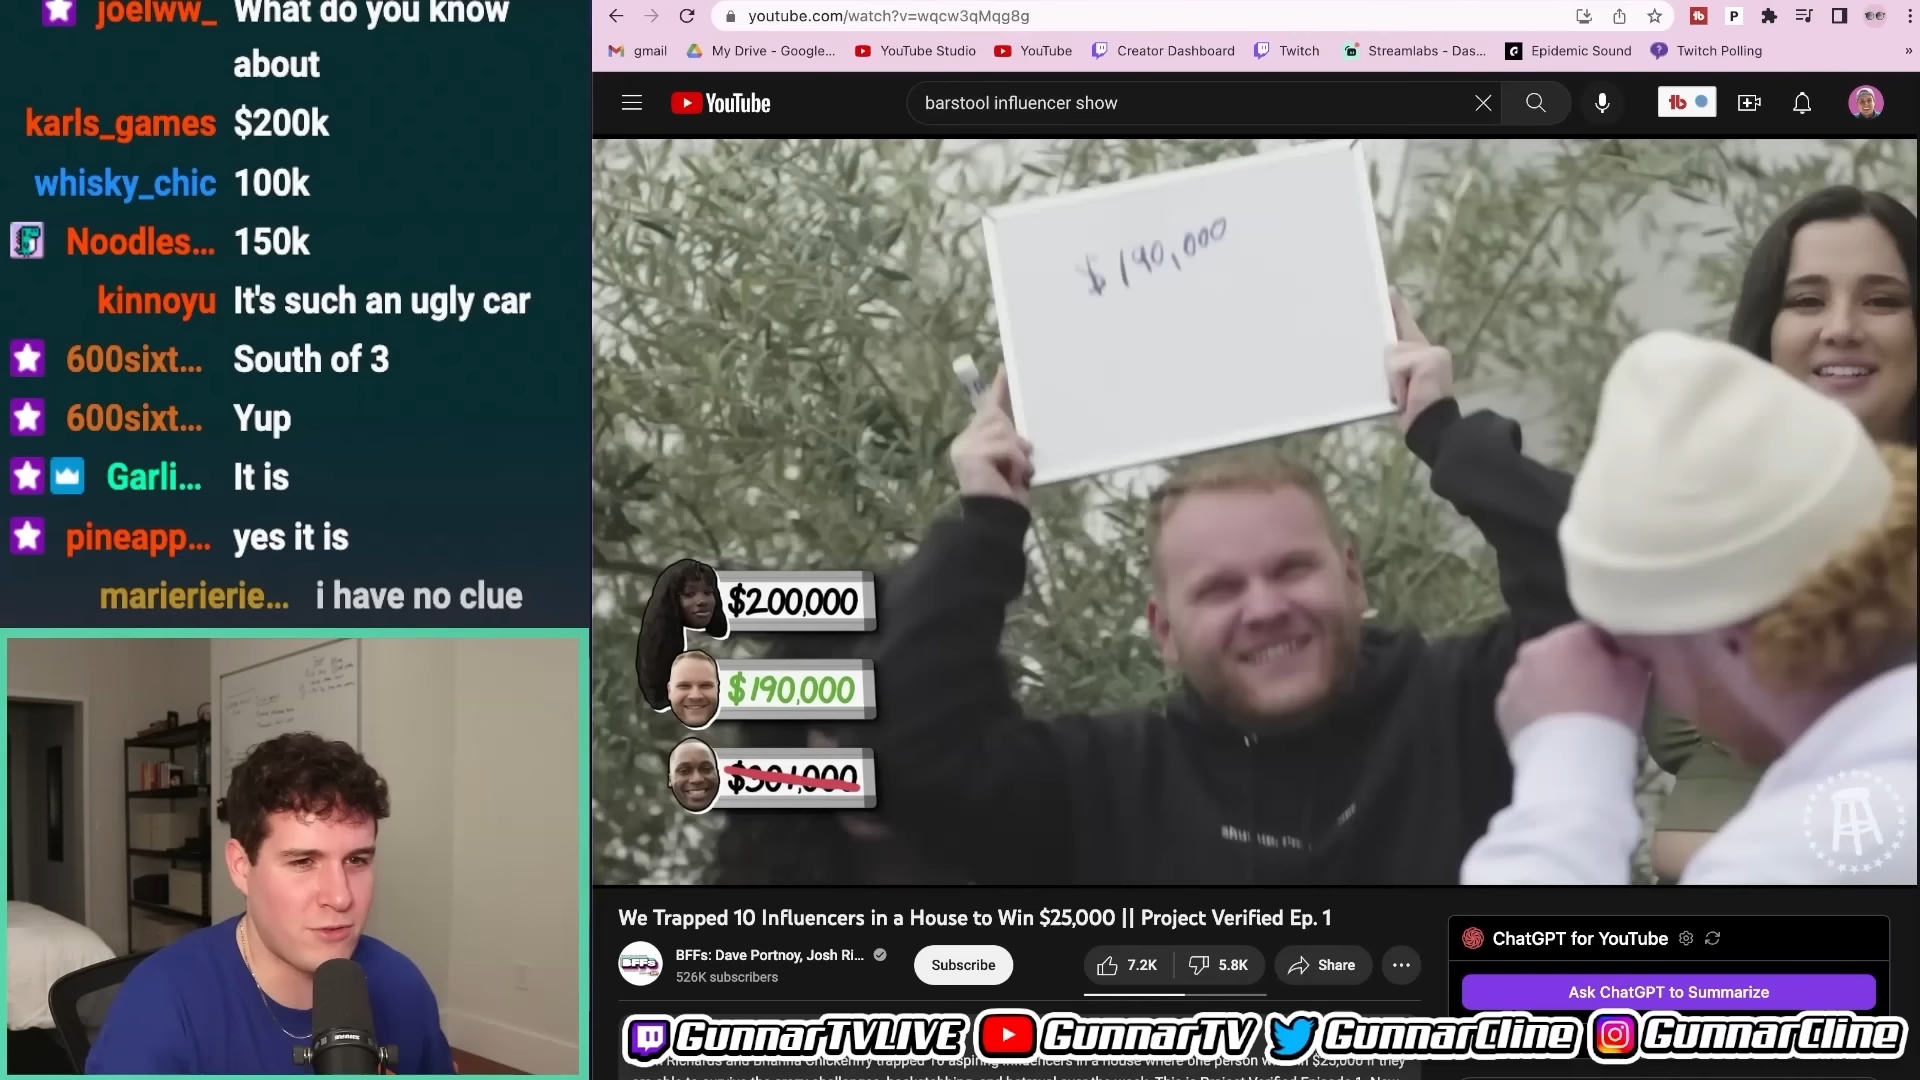 joelww_ What do you know
about
karls_games $200k
whisky_chic 100k
Noodles... 150k
kinnoyu It's such an ugly car
600sixt... South of 3
600sixt... Yup
Garli... It is
pineapp... yes it is
marierierie... i have no clue
youtube.com/watch?v=wqcw3qMqg8g
gmail My Drive - Google... YouTube Studio YouTube Creator Dashboard Twitch Streamlabs - Das... Epidemic Sound Twitch Polling »
YouTube barstool influencer show
$190,000
$200,000
$190,000
$301,000
We Trapped 10 Influencers in a House to Win $25,000 || Project Verified Ep. 1
BFFs: Dave Portnoy, Josh Ri...
526K subscribers
Subscribe
7.2K 5.8K Share
ChatGPT for YouTube
Ask ChatGPT to Summarize
GunnarTVLIVE GunnarTV GunnarCline GunnarCline